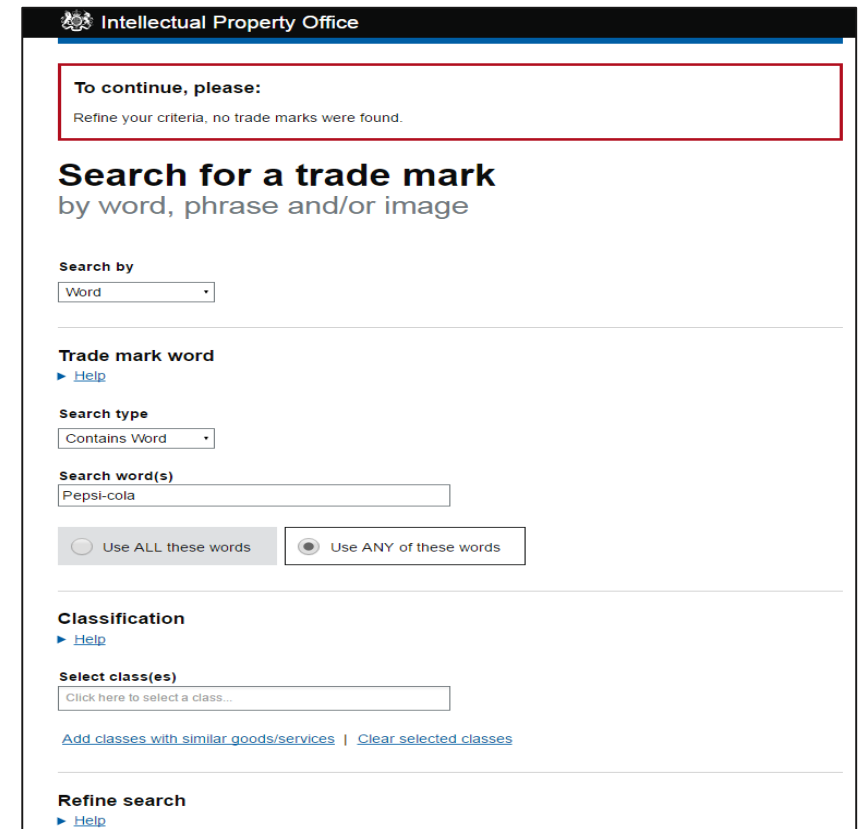 Intellectual Property Office
To continue, please:
Refine your criteria, no trade marks were found.
Search for a trade mark
by word, phrase and/or image
Search by
Word
Trade mark word
► Help
Search type
Contains Word
Search word(s)
Pepsi-cola
Use ALL these words Use ANY of these words
Classification
► Help
Select class(es)
Click here to select a class...
Add classes with similar goods/services | Clear selected classes
Refine search
► Help